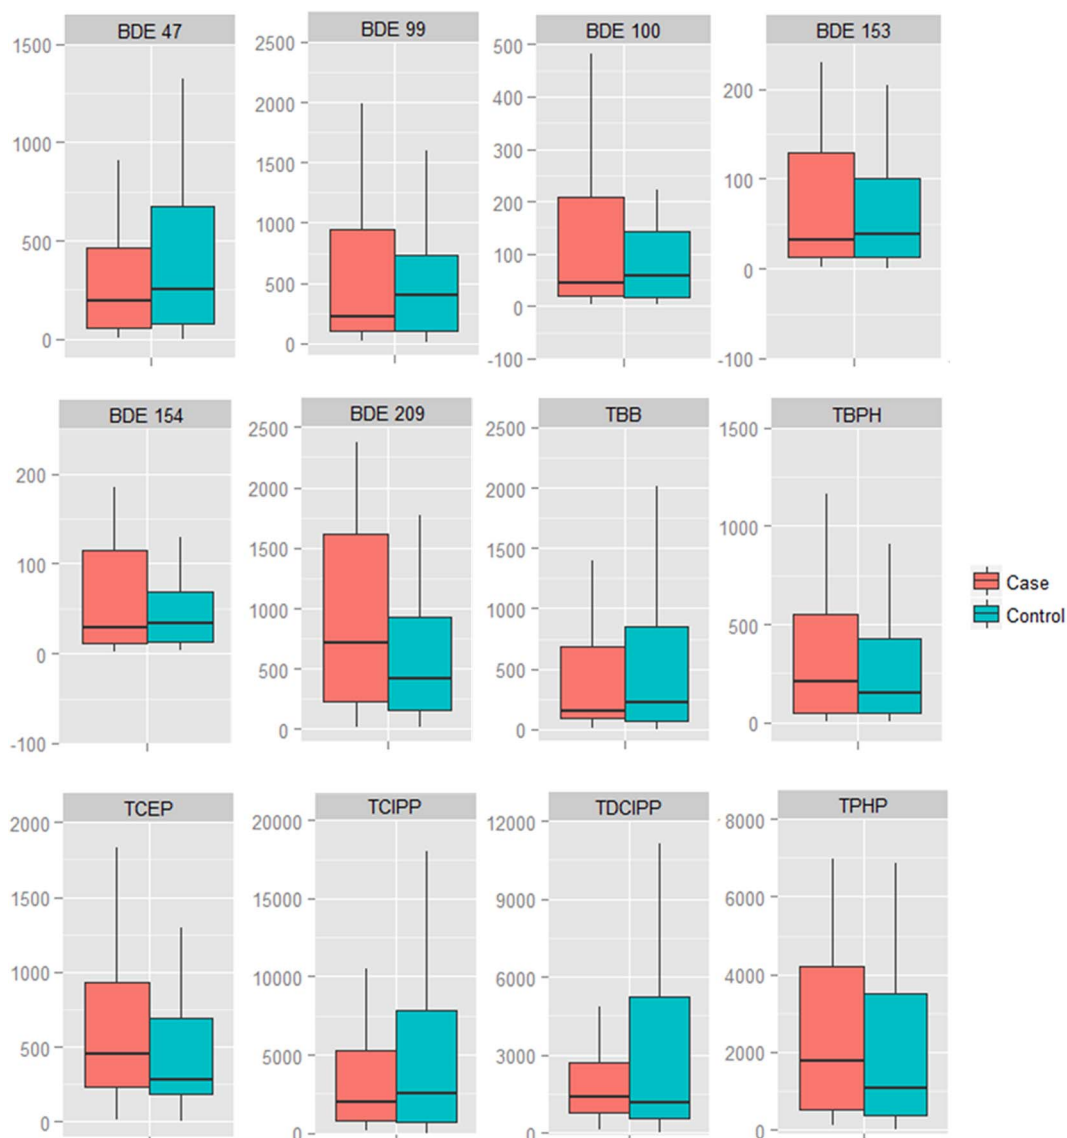 BDE 47 BDE 99 BDE 100 BDE 153
1500 1000 500 0
2500 2000 1500 1000 500 0
500 400 300 200 100 0 -100
200 100 0 -100
BDE 154 BDE 209 TBB TBPH
200 100 0 -100
2500 2000 1500 1000 500 0
2500 2000 1500 1000 500 0
1500 1000 500 0
Case
Control
TCEP TCIPP TDCIPP TPHP
2000 1500 1000 500 0
20000 15000 10000 5000 0
12000 9000 6000 3000 0
8000 6000 4000 2000 0